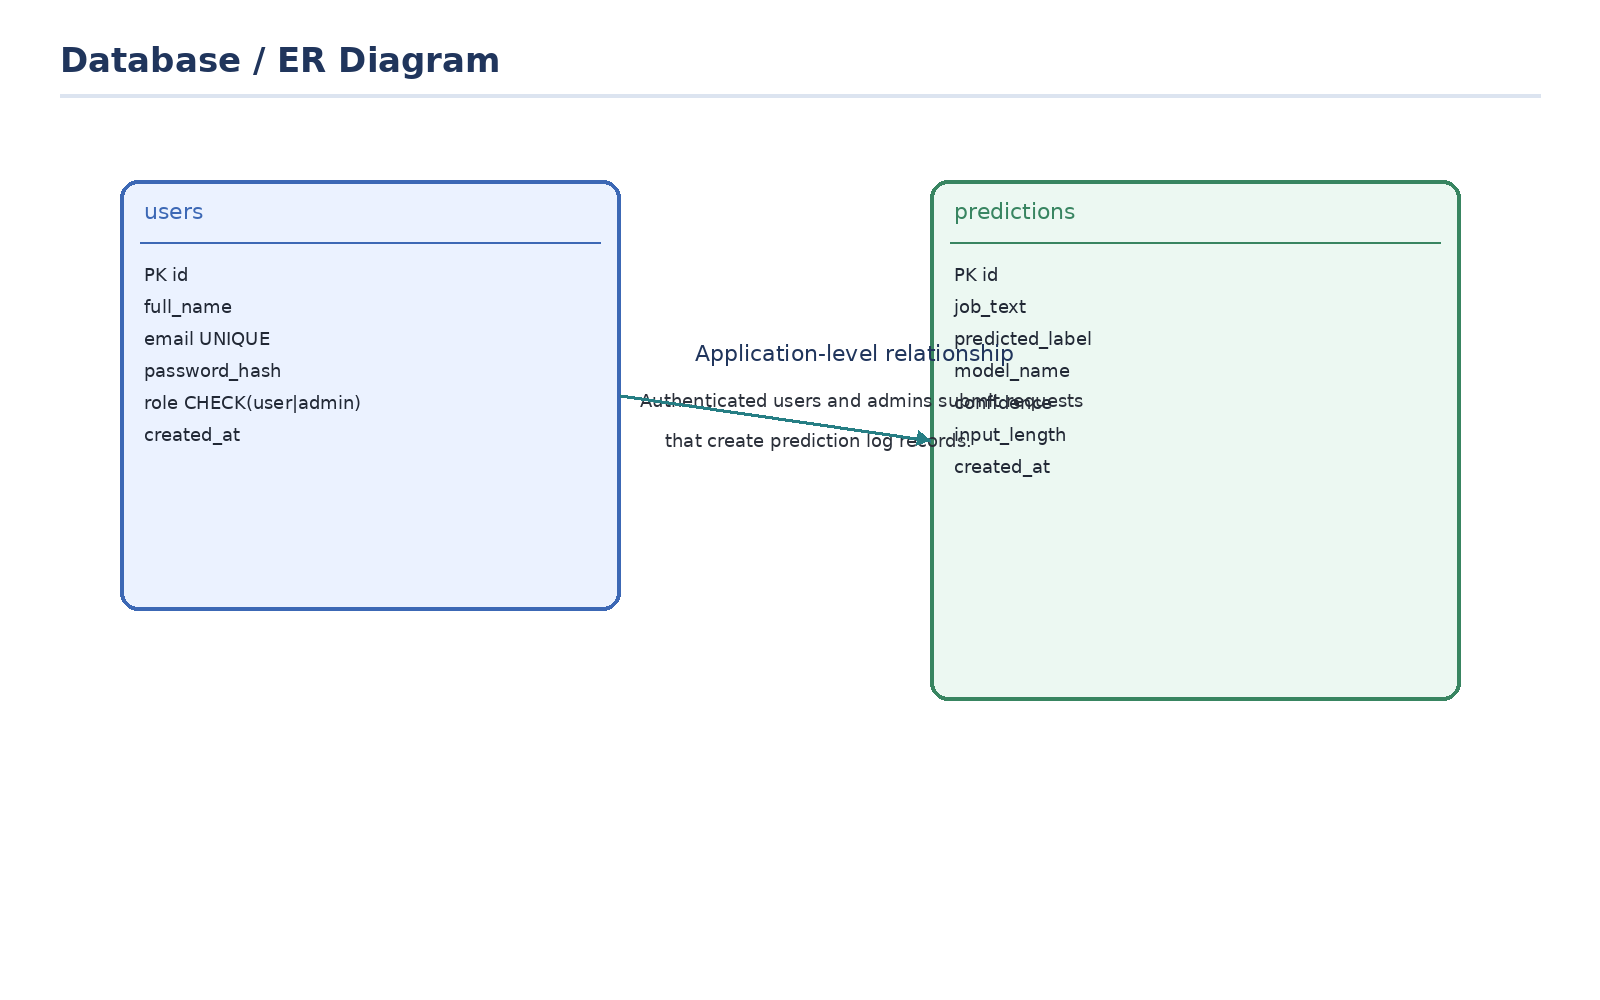 Database / ER Diagram
users
PK id
full_name
email UNIQUE
password_hash
role CHECK(user|admin)
created_at
Application-level relationship
Authenticated users and admins submit requests
that create prediction log records.
predictions
PK id
job_text
predicted_label
model_name
confidence
input_length
created_at